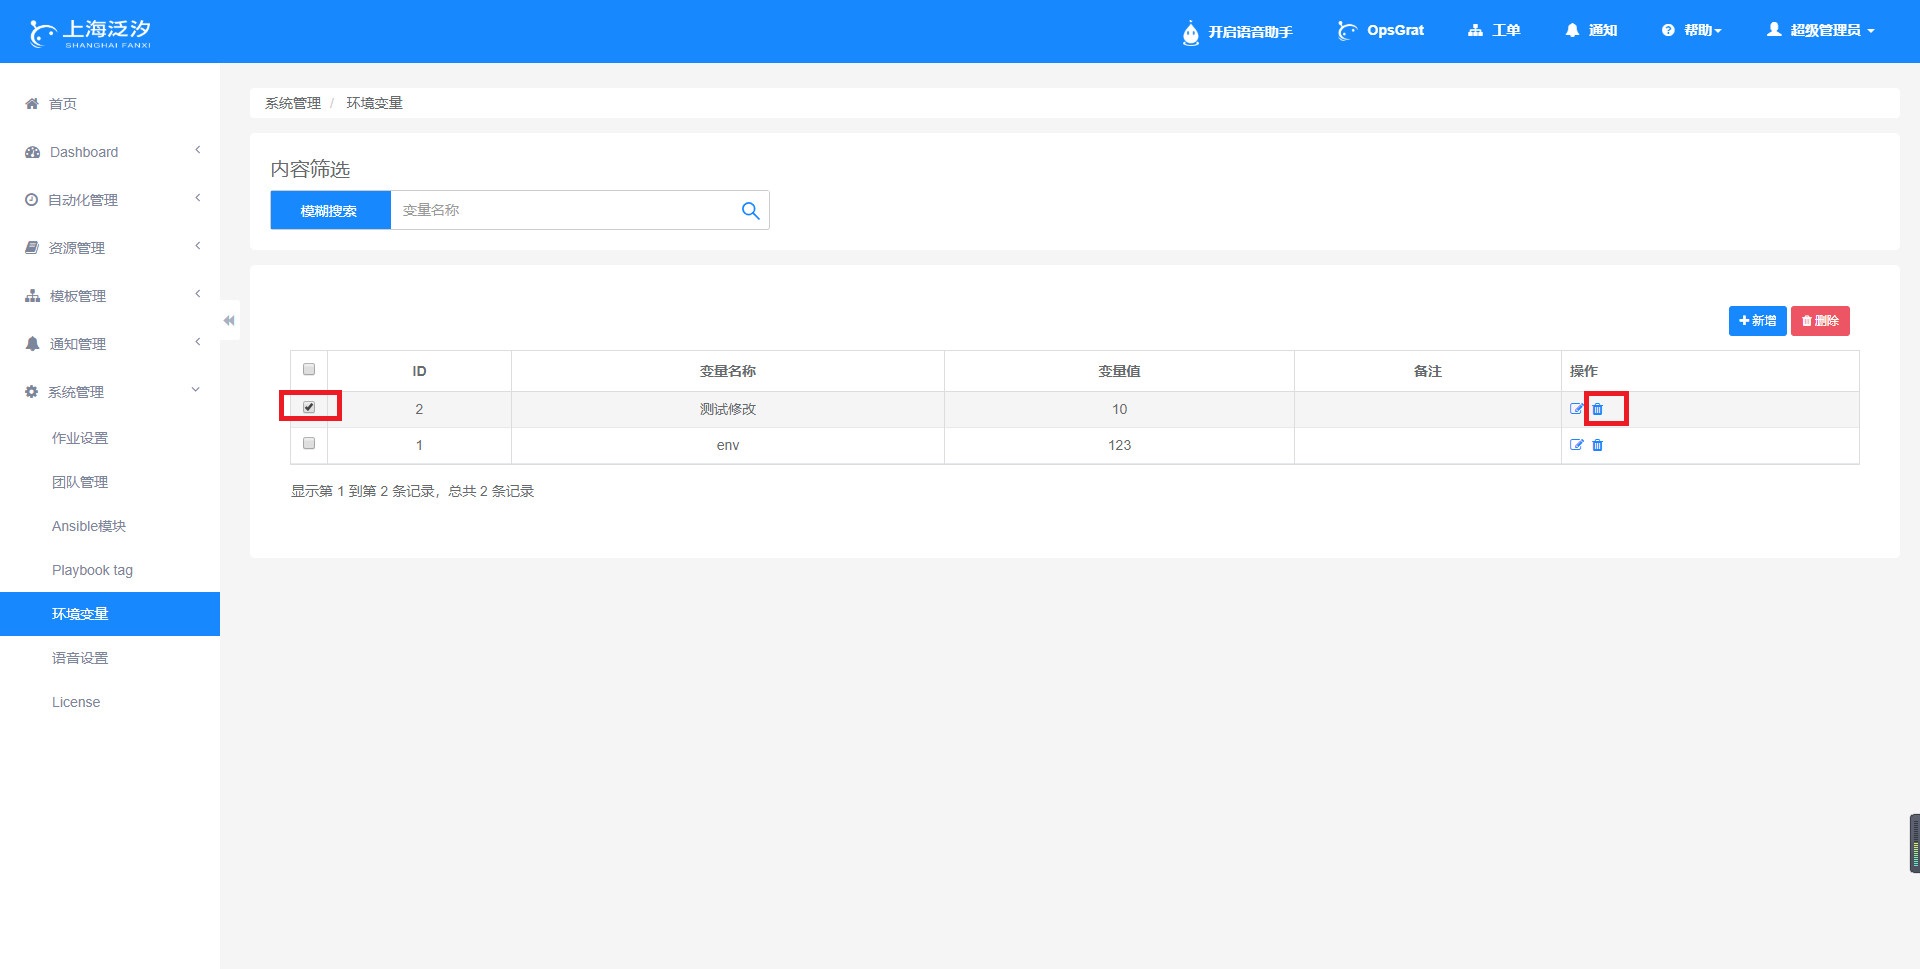 上海泛汐
SHANGHAI FANXI
开启语音助手
OpsGrat
工单
通知
帮助
超级管理员
首页
Dashboard
自动化管理
资源管理
模板管理
通知管理
系统管理
作业设置
团队管理
Ansible模块
Playbook tag
环境变量
语音设置
License
系统管理 / 环境变量
内容筛选
模糊搜索 变量名称
新增 删除
ID 变量名称 变量值 备注 操作
2 测试修改 10
1 env 123
显示第 1 到第 2 条记录，总共 2 条记录